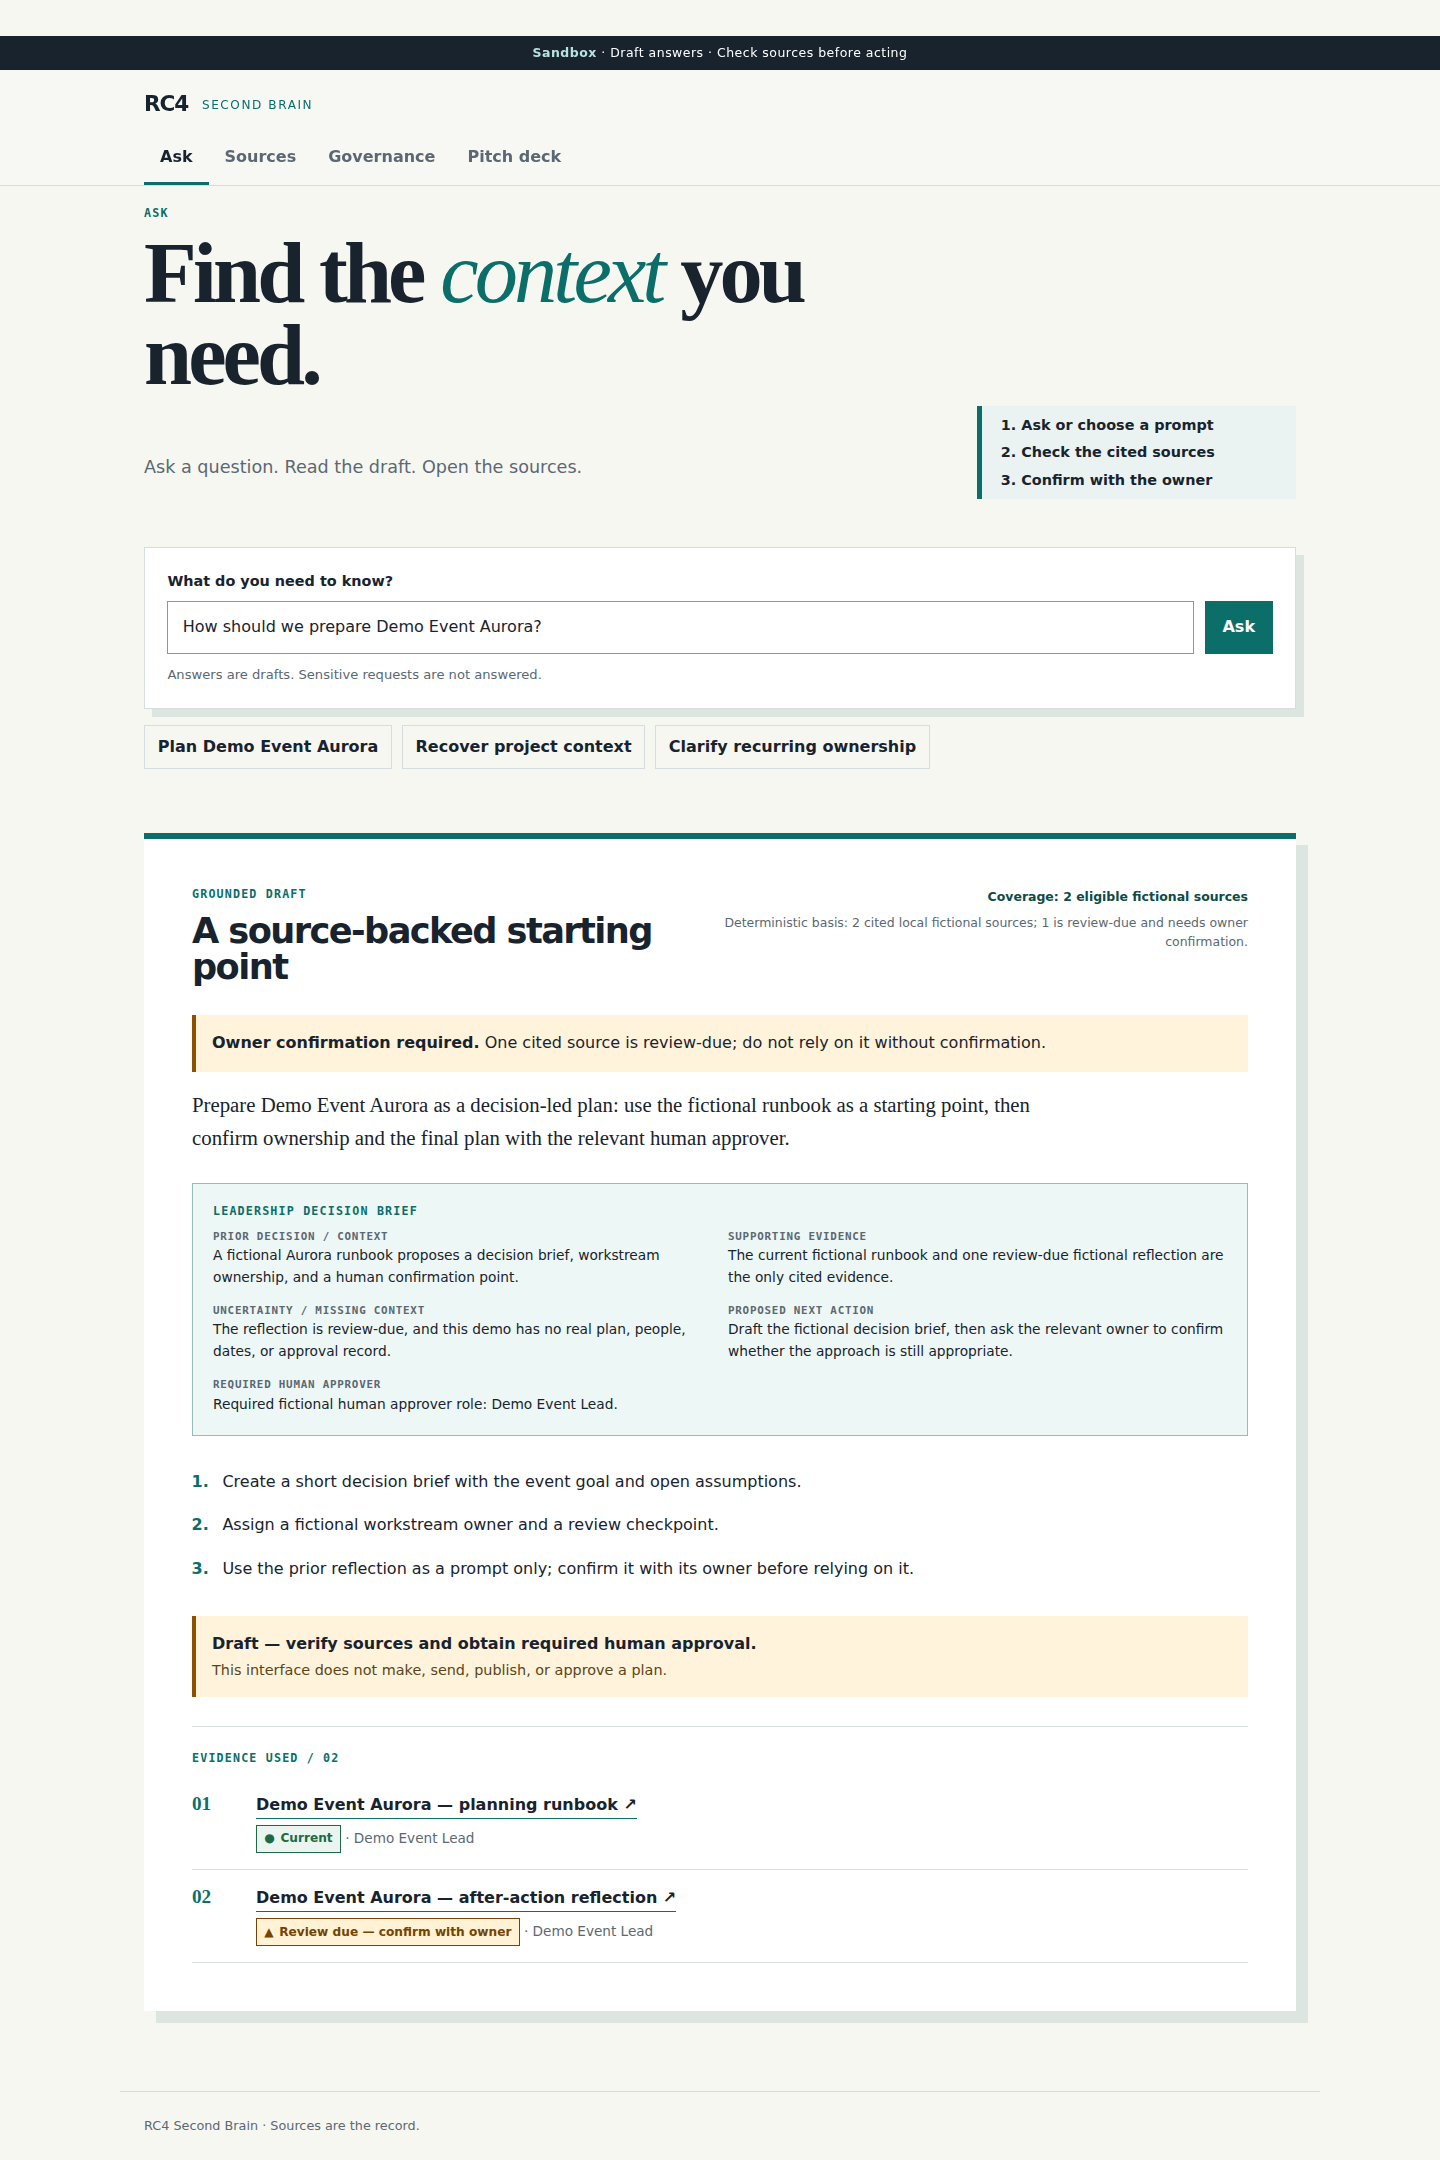 Sandbox · Draft answers · Check sources before acting
RC4 SECOND BRAIN
Ask Sources Governance Pitch deck
ASK
Find the context you
need.
Ask a question. Read the draft. Open the sources.
1. Ask or choose a prompt
2. Check the cited sources
3. Confirm with the owner
What do you need to know?
How should we prepare Demo Event Aurora?
Ask
Answers are drafts. Sensitive requests are not answered.
Plan Demo Event Aurora
Recover project context
Clarify recurring ownership
GROUNDED DRAFT
A source-backed starting
point
Coverage: 2 eligible fictional sources
Deterministic basis: 2 cited local fictional sources; 1 is review-due and needs owner
confirmation.
Owner confirmation required. One cited source is review-due; do not rely on it without confirmation.
Prepare Demo Event Aurora as a decision-led plan: use the fictional runbook as a starting point, then
confirm ownership and the final plan with the relevant human approver.
LEADERSHIP DECISION BRIEF
PRIOR DECISION / CONTEXT
A fictional Aurora runbook proposes a decision brief, workstream
ownership, and a human confirmation point.
SUPPORTING EVIDENCE
The current fictional runbook and one review-due fictional reflection are
the only cited evidence.
UNCERTAINTY / MISSING CONTEXT
The reflection is review-due, and this demo has no real plan, people,
dates, or approval record.
PROPOSED NEXT ACTION
Draft the fictional decision brief, then ask the relevant owner to confirm
whether the approach is still appropriate.
REQUIRED HUMAN APPROVER
Required fictional human approver role: Demo Event Lead.
1. Create a short decision brief with the event goal and open assumptions.
2. Assign a fictional workstream owner and a review checkpoint.
3. Use the prior reflection as a prompt only; confirm it with its owner before relying on it.
Draft — verify sources and obtain required human approval.
This interface does not make, send, publish, or approve a plan.
EVIDENCE USED / 02
01 Demo Event Aurora — planning runbook ↗
● Current · Demo Event Lead
02 Demo Event Aurora — after-action reflection ↗
▲ Review due — confirm with owner · Demo Event Lead
RC4 Second Brain · Sources are the record.